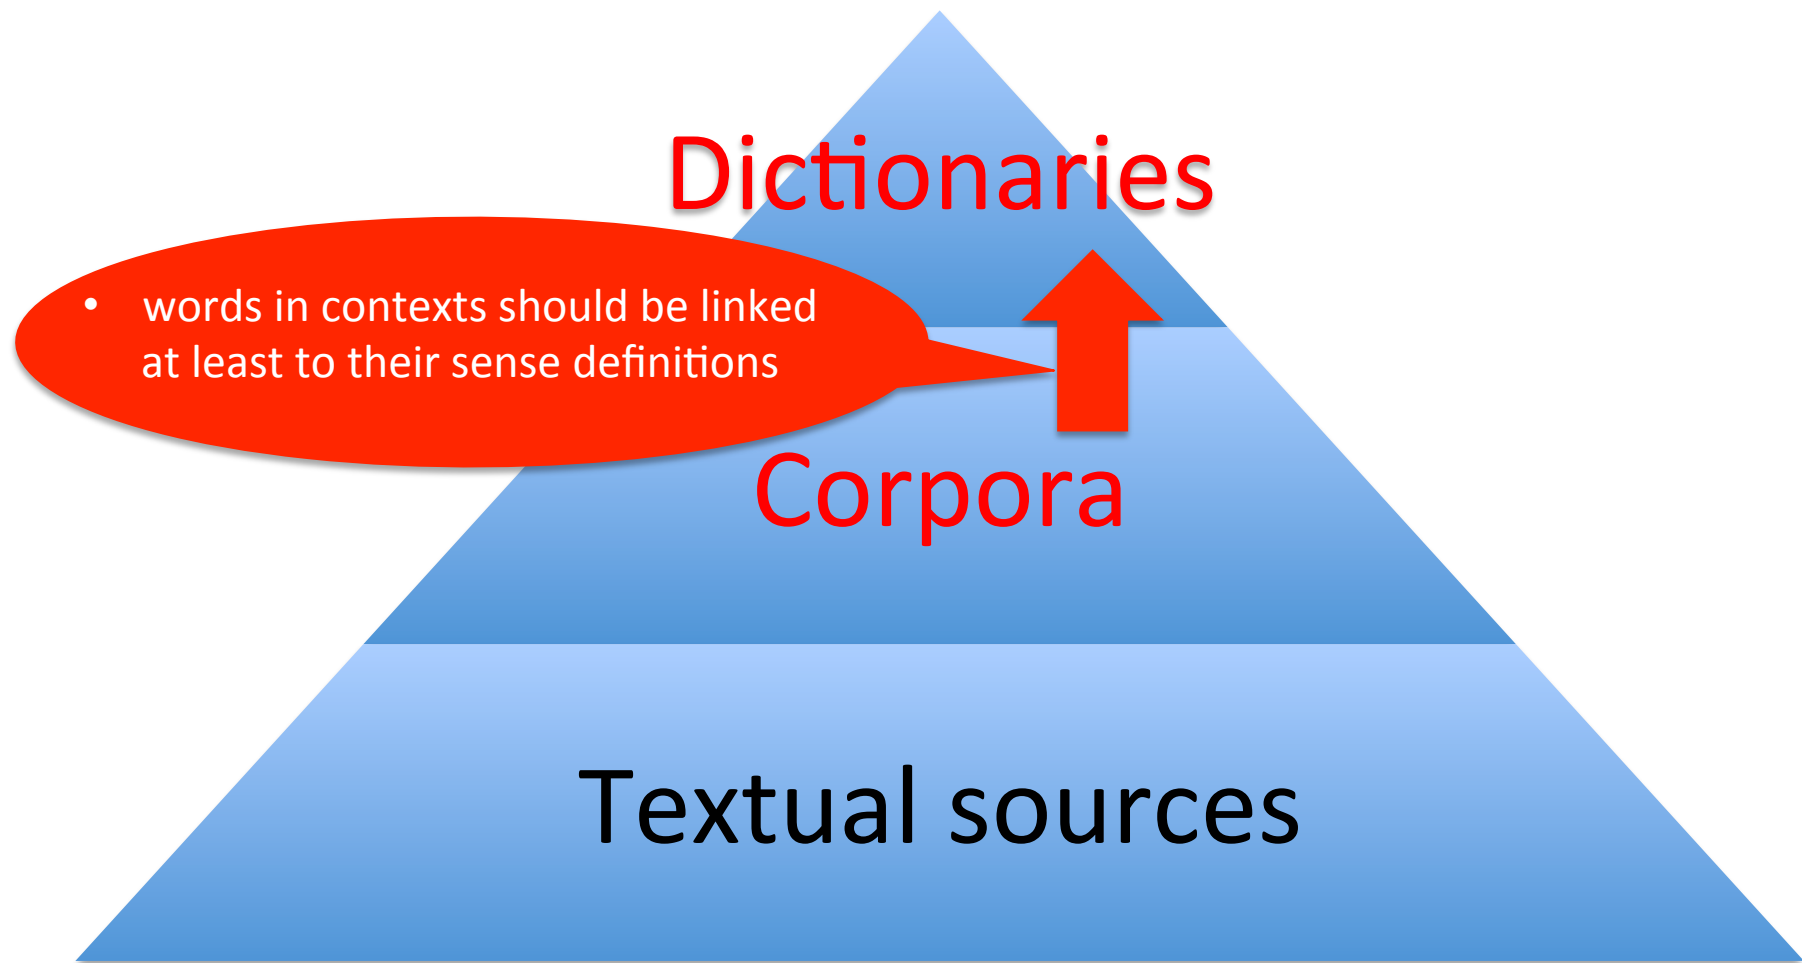 Dictionaries
• words in contexts should be linked
at least to their sense definitions
Corpora
Textual sources